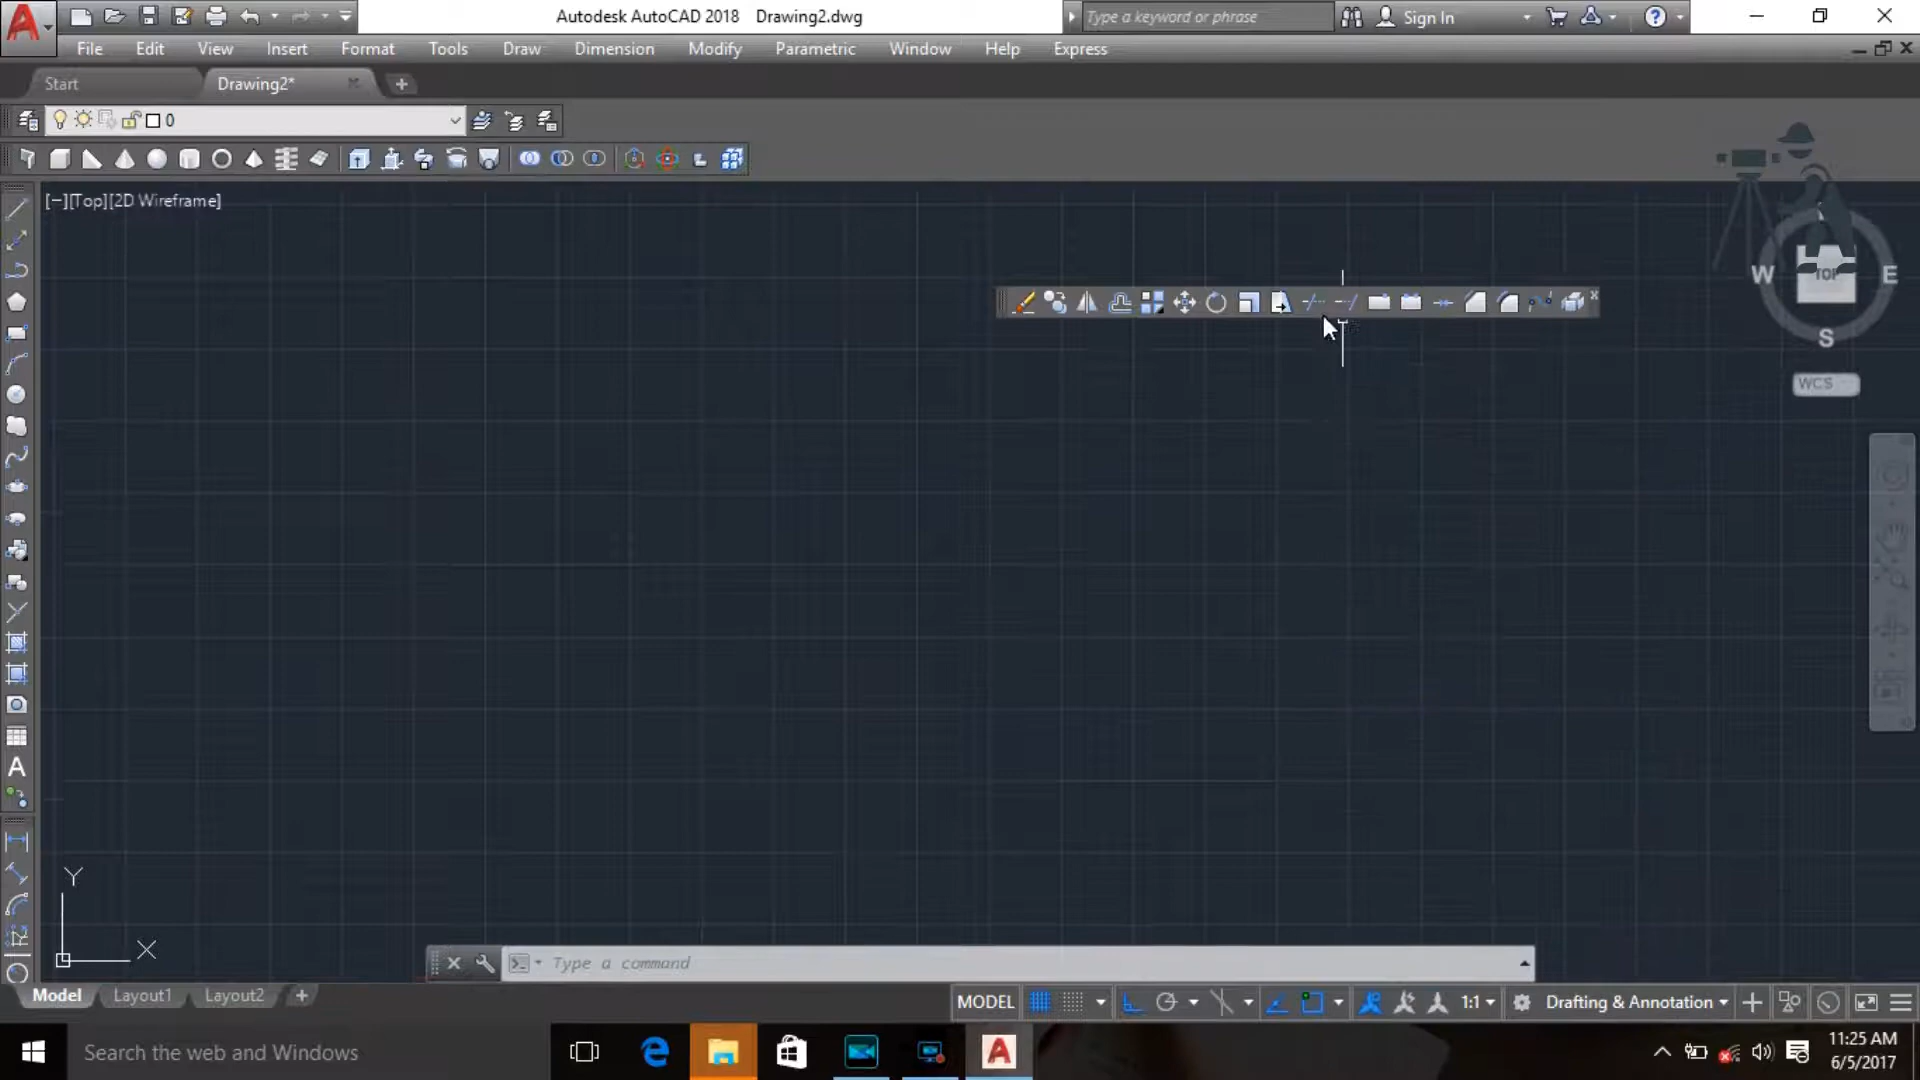 Autodesk AutoCAD 2018 Drawing2.dwg
Type a keyword or phrase
Sign In
File Edit View Insert Format Tools Draw Dimension Modify Parametric Window Help Express
Start Drawing2*
0
[−][Top][2D Wireframe]
W TOP E
S
WCS
Y
X
Type a command
Model Layout1 Layout2
MODEL 1:1 Drafting & Annotation
Search the web and Windows
11:25 AM
6/5/2017